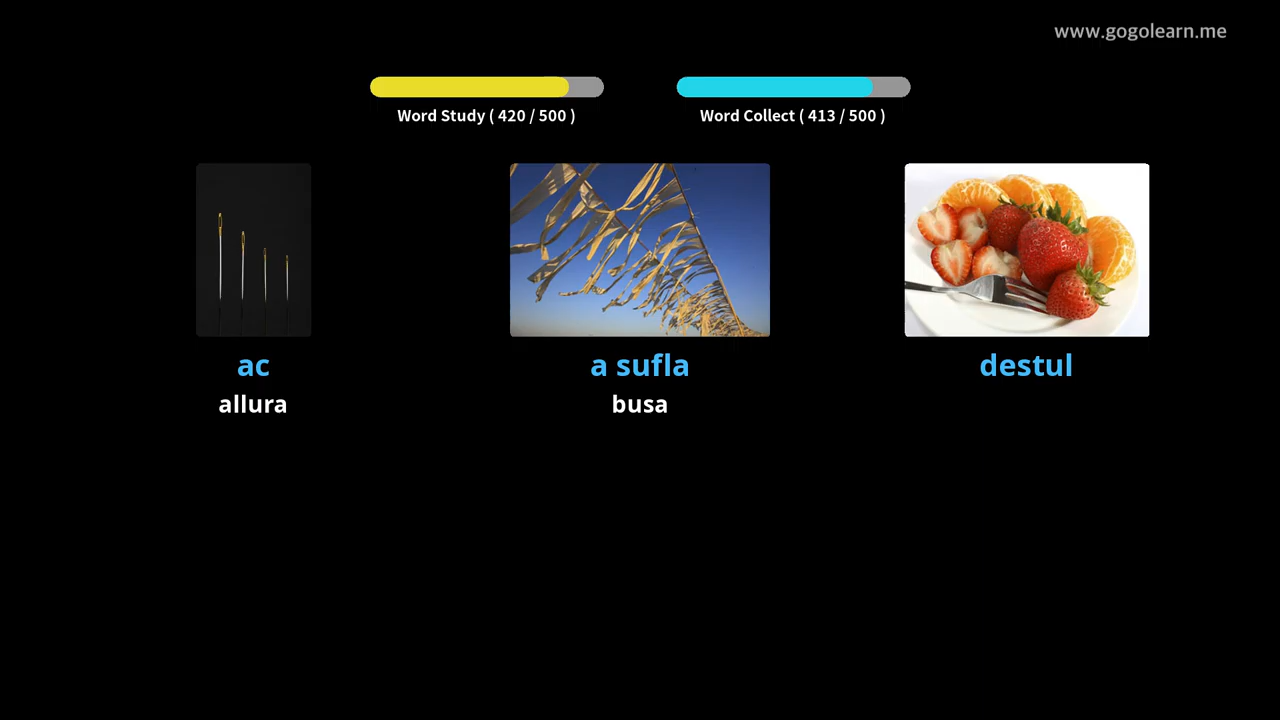 www.gogolearn.me
Word Study ( 420 / 500 )
Word Collect ( 413 / 500 )
ac
allura
a sufla
busa
destul